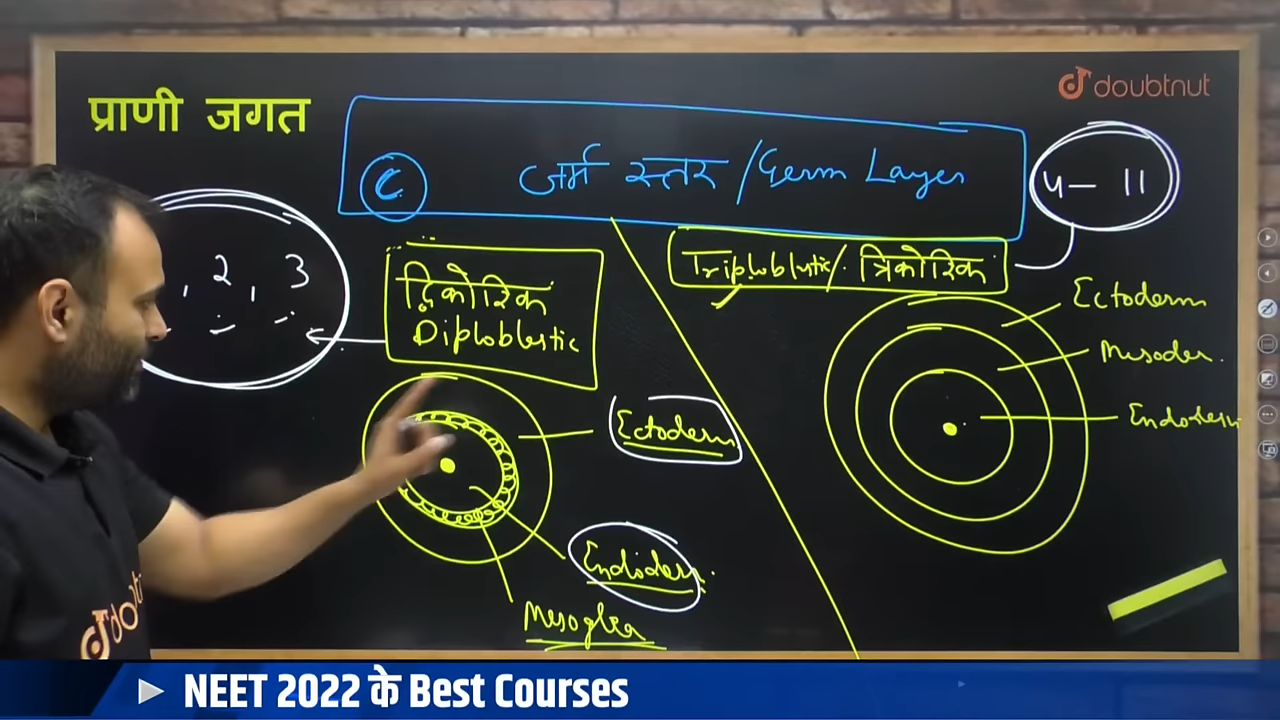 प्राणी जगत
doubtnut
C
जर्म स्तर / Germ Layer
4 - 11
, 2, 3
द्विकोरिक
Diploblastic
Triploblastic / त्रिकोरिक
Ectoderm
Mesoder.
Endoderm
Ectoderm
Endoderm
Mesoglea
NEET 2022 के Best Courses